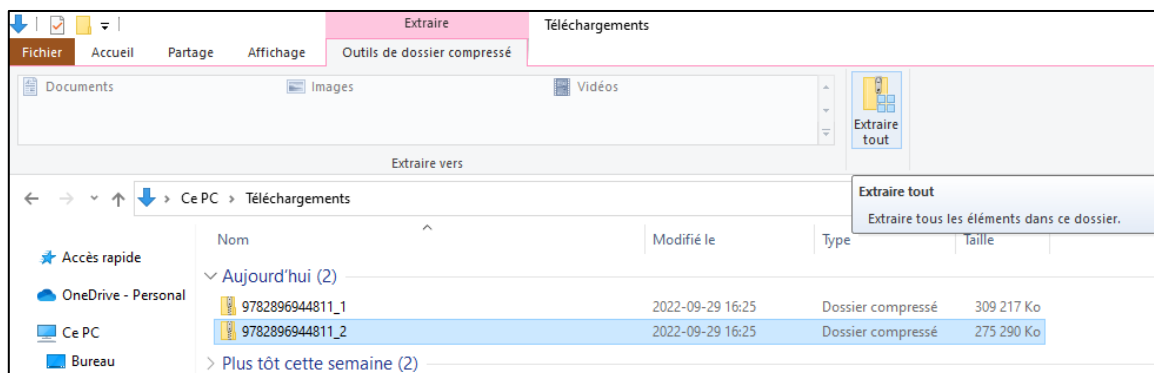 Extraire
Téléchargements
Fichier Accueil Partage Affichage Outils de dossier compressé
Documents Images Vidéos
Extraire
tout
Extraire vers
Ce PC Téléchargements
Extraire tout
Extraire tous les éléments dans ce dossier.
Nom Modifié le Type Taille
Accès rapide
Aujourd'hui (2)
OneDrive - Personal
9782896944811_1 2022-09-29 16:25 Dossier compressé 309 217 Ko
Ce PC
9782896944811_2 2022-09-29 16:25 Dossier compressé 275 290 Ko
Bureau
Plus tôt cette semaine (2)